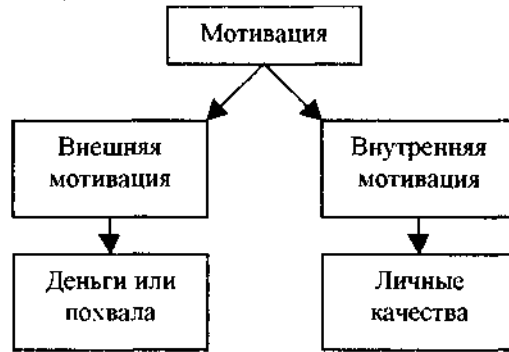 Мотивация
Внешняя
мотивация
Внутренняя
мотивация
Деньги или
похвала
Личные
качества